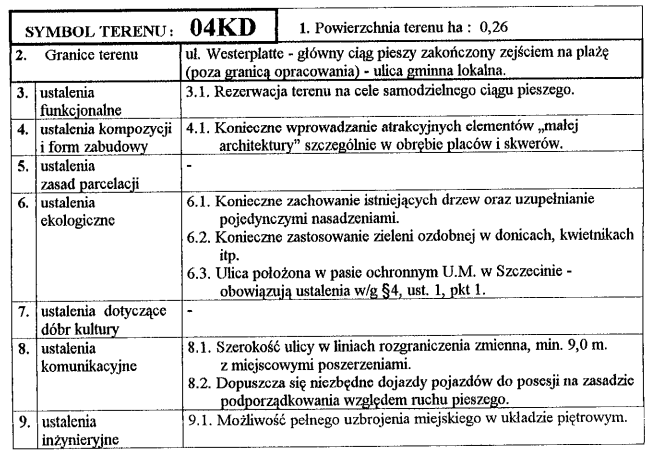 SYMBOL TERENU: 04KD 1. Powierzchnia terenu ha : 0,26
2. Granice terenu ul. Westerplatte - główny ciąg pieszy zakończony zejściem na plażę
(poza granicą opracowania) - ulica gminna lokalna.
3. ustalenia 3.1. Rezerwacja terenu na cele samodzielnego ciągu pieszego.
funkcjonalne
4. ustalenia kompozycji 4.1. Konieczne wprowadzanie atrakcyjnych elementów „małej
i form zabudowy architektury” szczególnie w obrębie placów i skwerów.
5. ustalenia -
zasad parcelacji
6. ustalenia 6.1. Konieczne zachowanie istniejących drzew oraz uzupełnianie
ekologiczne pojedynczymi nasadzeniami.
6.2. Konieczne zastosowanie zieleni ozdobnej w donicach, kwietnikach
itp.
6.3. Ulica położona w pasie ochronnym U.M. w Szczecinie -
obowiązują ustalenia w/g §4, ust. 1, pkt 1.
7. ustalenia dotyczące -
dóbr kultury
8. ustalenia 8.1. Szerokość ulicy w liniach rozgraniczenia zmienna, min. 9,0 m.
komunikacyjne z miejscowymi poszerzeniami.
8.2. Dopuszcza się niezbędne dojazdy pojazdów do posesji na zasadzie
podporządkowania względem ruchu pieszego.
9. ustalenia 9.1. Możliwość pełnego uzbrojenia miejskiego w układzie piętrowym.
inżynieryjne